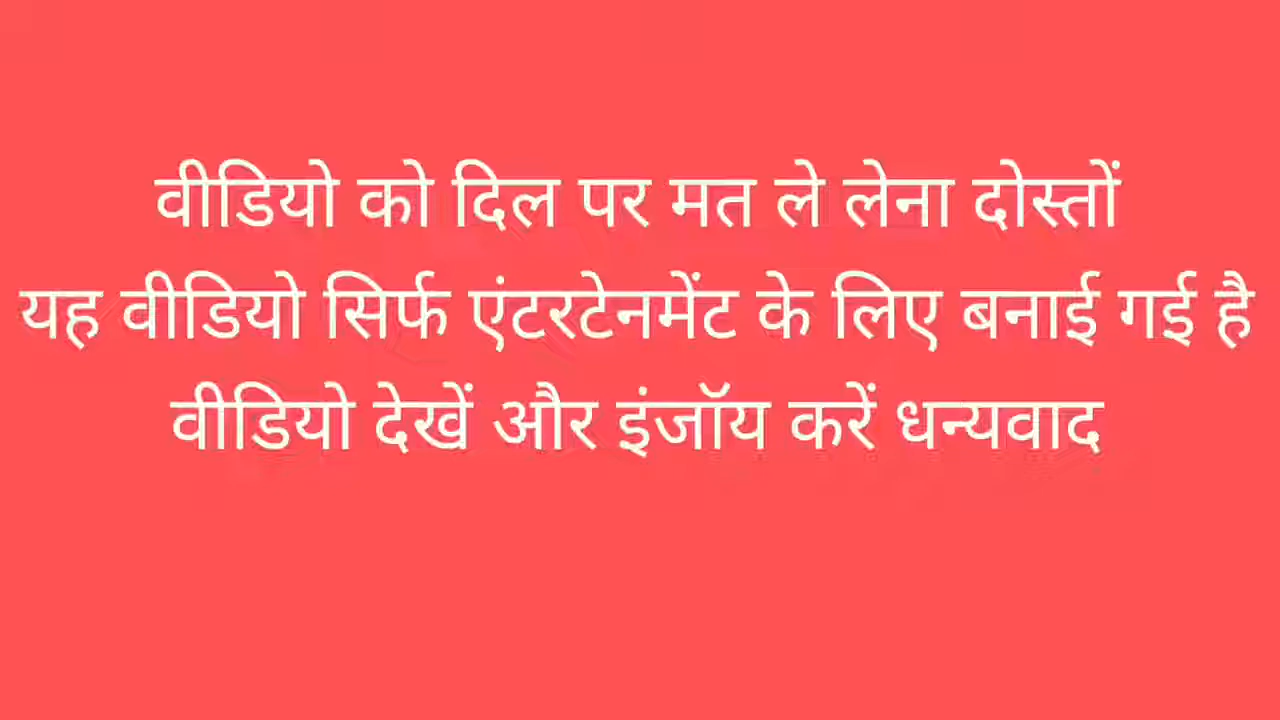 वीडियो को दिल पर मत ले लेना दोस्तों
यह वीडियो सिर्फ एंटरटेनमेंट के लिए बनाई गई है
वीडियो देखें और इंजॉय करें धन्यवाद